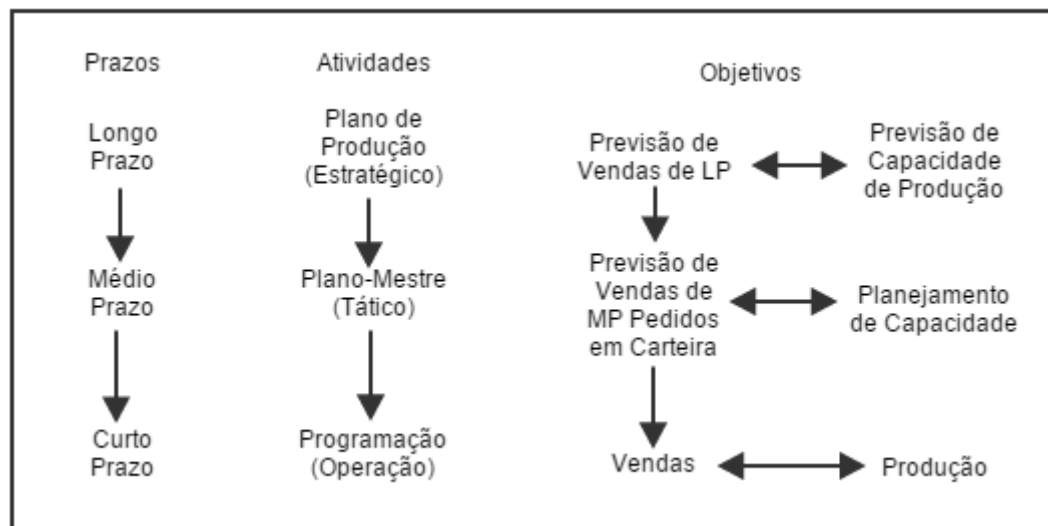 Prazos
Atividades
Objetivos
Longo
Prazo
Plano de
Produção
(Estratégico)
Previsão de
Vendas de LP
Previsão de
Capacidade
de Produção
Médio
Prazo
Plano-Mestre
(Tático)
Previsão de
Vendas de
MP Pedidos
em Carteira
Planejamento
de Capacidade
Curto
Prazo
Programação
(Operação)
Vendas
Produção